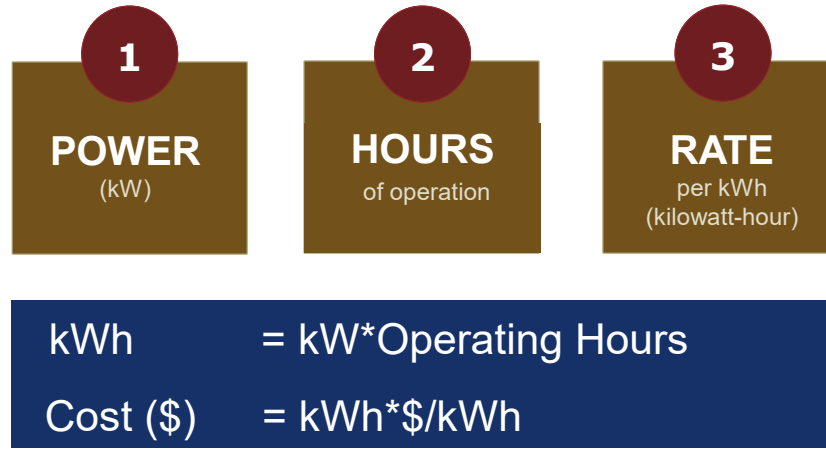 1
POWER
(kW)
2
HOURS
of operation
3
RATE
per kWh
(kilowatt-hour)
kWh = kW*Operating Hours
Cost ($) = kWh*$/kWh